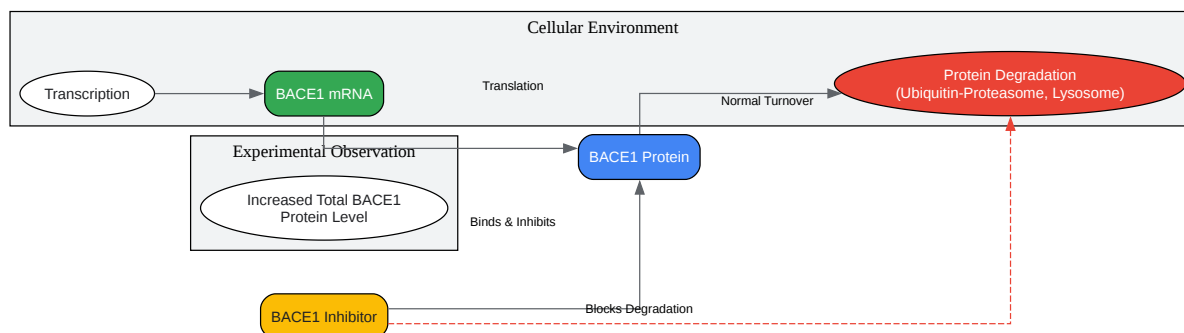 Cellular Environment
Transcription
BACE1 mRNA
Translation
Protein Degradation
(Ubiquitin-Proteasome, Lysosome)
Normal Turnover
Experimental Observation
BACE1 Protein
Increased Total BACE1
Protein Level
Binds & Inhibits
Blocks Degradation
BACE1 Inhibitor